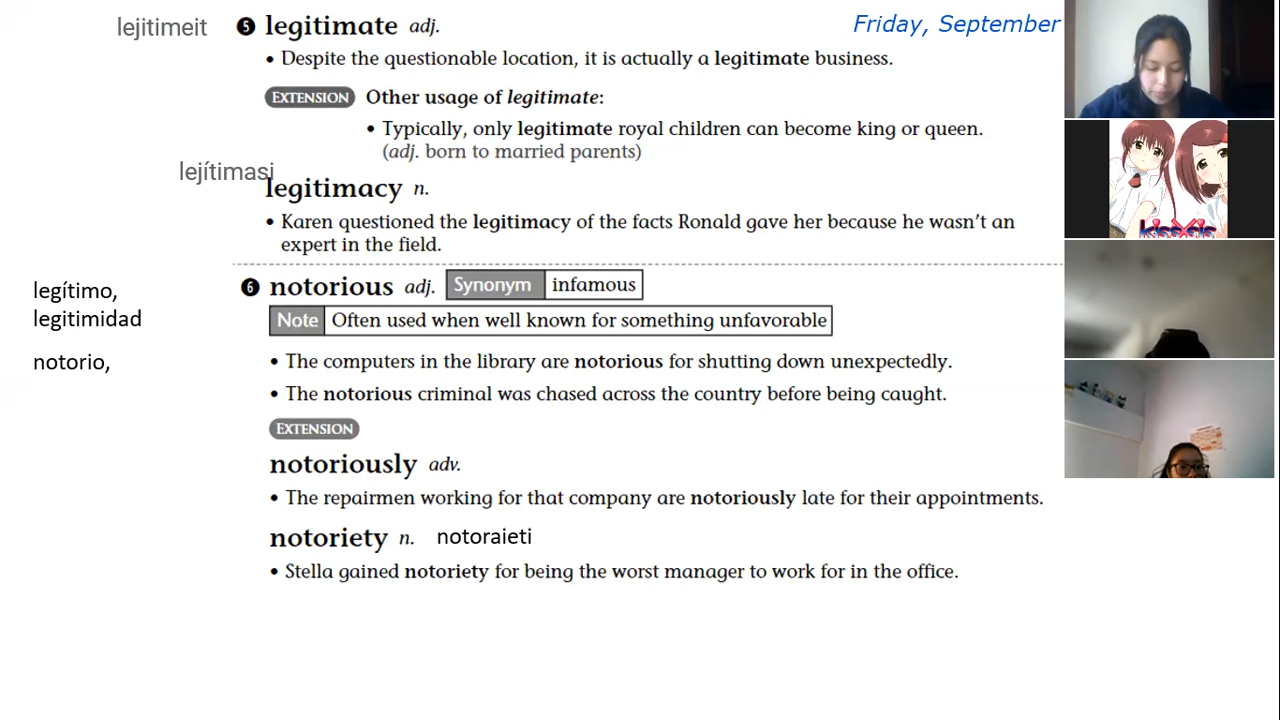 lejitimeit
5 legitimate adj.
Friday, September
• Despite the questionable location, it is actually a legitimate business.
EXTENSION Other usage of legitimate:
• Typically, only legitimate royal children can become king or queen.
(adj. born to married parents)
lejítimasi
legitimacy n.
• Karen questioned the legitimacy of the facts Ronald gave her because he wasn't an
expert in the field.
legítimo,
legitimidad
notorio,
6 notorious adj. Synonym infamous
Note Often used when well known for something unfavorable
• The computers in the library are notorious for shutting down unexpectedly.
• The notorious criminal was chased across the country before being caught.
EXTENSION
notoriously adv.
• The repairmen working for that company are notoriously late for their appointments.
notoriety n. notoraieti
• Stella gained notoriety for being the worst manager to work for in the office.
kiss×sis